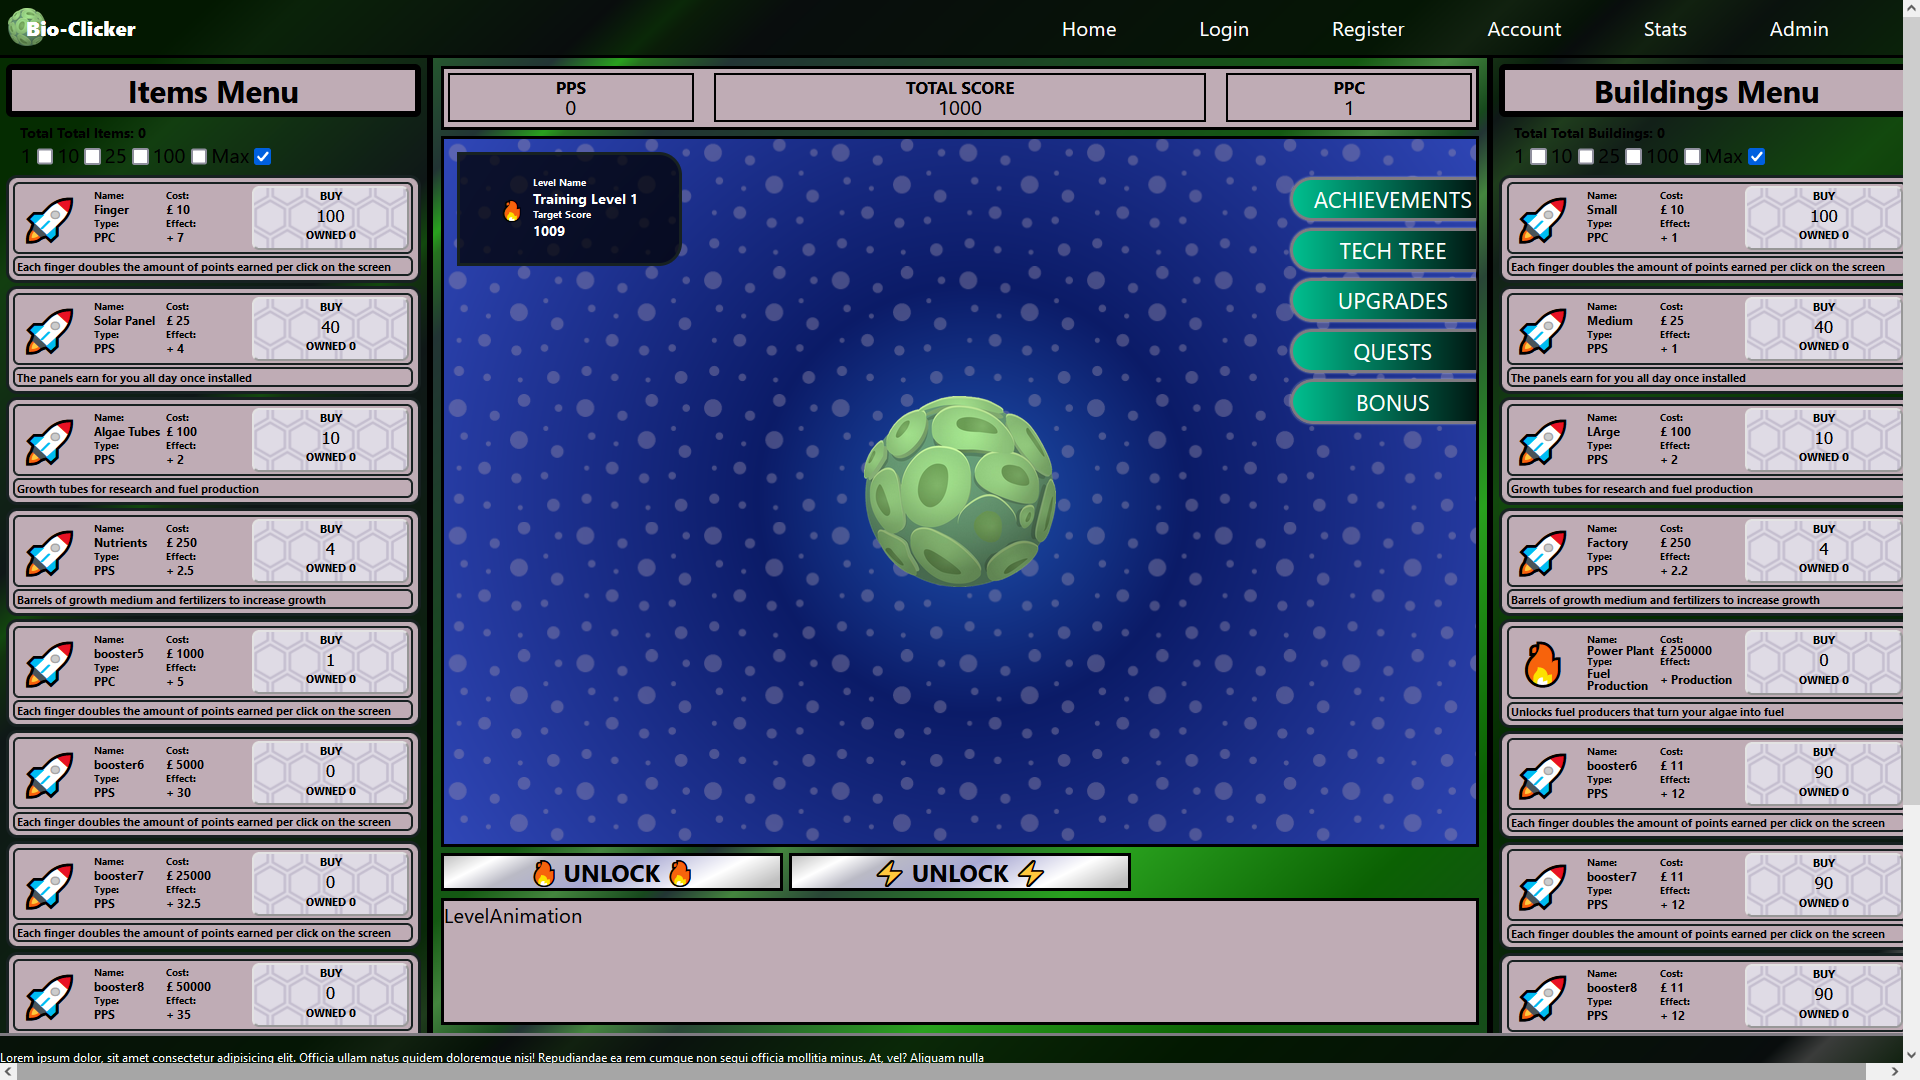 Bio-Clicker
Home
Login
Register
Account
Stats
Admin
Items Menu
Total Total Items: 0
1 10 25 100 Max
Name: Cost: BUY
Finger £ 10 100
Type: Effect:
PPC + 7 OWNED 0
Each finger doubles the amount of points earned per click on the screen
Name: Cost: BUY
Solar Panel £ 25 40
Type: Effect:
PPS + 4 OWNED 0
The panels earn for you all day once installed
Name: Cost: BUY
Algae Tubes £ 100 10
Type: Effect:
PPS + 2 OWNED 0
Growth tubes for research and fuel production
Name: Cost: BUY
Nutrients £ 250 4
Type: Effect:
PPS + 2.5 OWNED 0
Barrels of growth medium and fertilizers to increase growth
Name: Cost: BUY
booster5 £ 1000 1
Type: Effect:
PPC + 5 OWNED 0
Each finger doubles the amount of points earned per click on the screen
Name: Cost: BUY
booster6 £ 5000 0
Type: Effect:
PPS + 30 OWNED 0
Each finger doubles the amount of points earned per click on the screen
Name: Cost: BUY
booster7 £ 25000 0
Type: Effect:
PPS + 32.5 OWNED 0
Each finger doubles the amount of points earned per click on the screen
Name: Cost: BUY
booster8 £ 50000 0
Type: Effect:
PPS + 35 OWNED 0
PPS
0
TOTAL SCORE
1000
PPC
1
Level Name
Training Level 1
Target Score
1009
ACHIEVEMENTS
TECH TREE
UPGRADES
QUESTS
BONUS
UNLOCK
UNLOCK
LevelAnimation
Buildings Menu
Total Total Buildings: 0
1 10 25 100 Max
Name: Cost: BUY
Small £ 10 100
Type: Effect:
PPC + 1 OWNED 0
Each finger doubles the amount of points earned per click on the screen
Name: Cost: BUY
Medium £ 25 40
Type: Effect:
PPS + 1 OWNED 0
The panels earn for you all day once installed
Name: Cost: BUY
LArge £ 100 10
Type: Effect:
PPS + 2 OWNED 0
Growth tubes for research and fuel production
Name: Cost: BUY
Factory £ 250 4
Type: Effect:
PPS + 2.2 OWNED 0
Barrels of growth medium and fertilizers to increase growth
Name: Cost: BUY
Power Plant £ 250000 0
Type: Effect:
Fuel
Production + Production OWNED 0
Unlocks fuel producers that turn your algae into fuel
Name: Cost: BUY
booster6 £ 11 90
Type: Effect:
PPS + 12 OWNED 0
Each finger doubles the amount of points earned per click on the screen
Name: Cost: BUY
booster7 £ 11 90
Type: Effect:
PPS + 12 OWNED 0
Each finger doubles the amount of points earned per click on the screen
Name: Cost: BUY
booster8 £ 11 90
Type: Effect:
PPS + 12 OWNED 0
Lorem ipsum dolor, sit amet consectetur adipisicing elit. Officia ullam natus quidem doloremque nisi! Repudiandae ea rem cumque non sequi officia mollitia minus. At, vel? Aliquam nulla